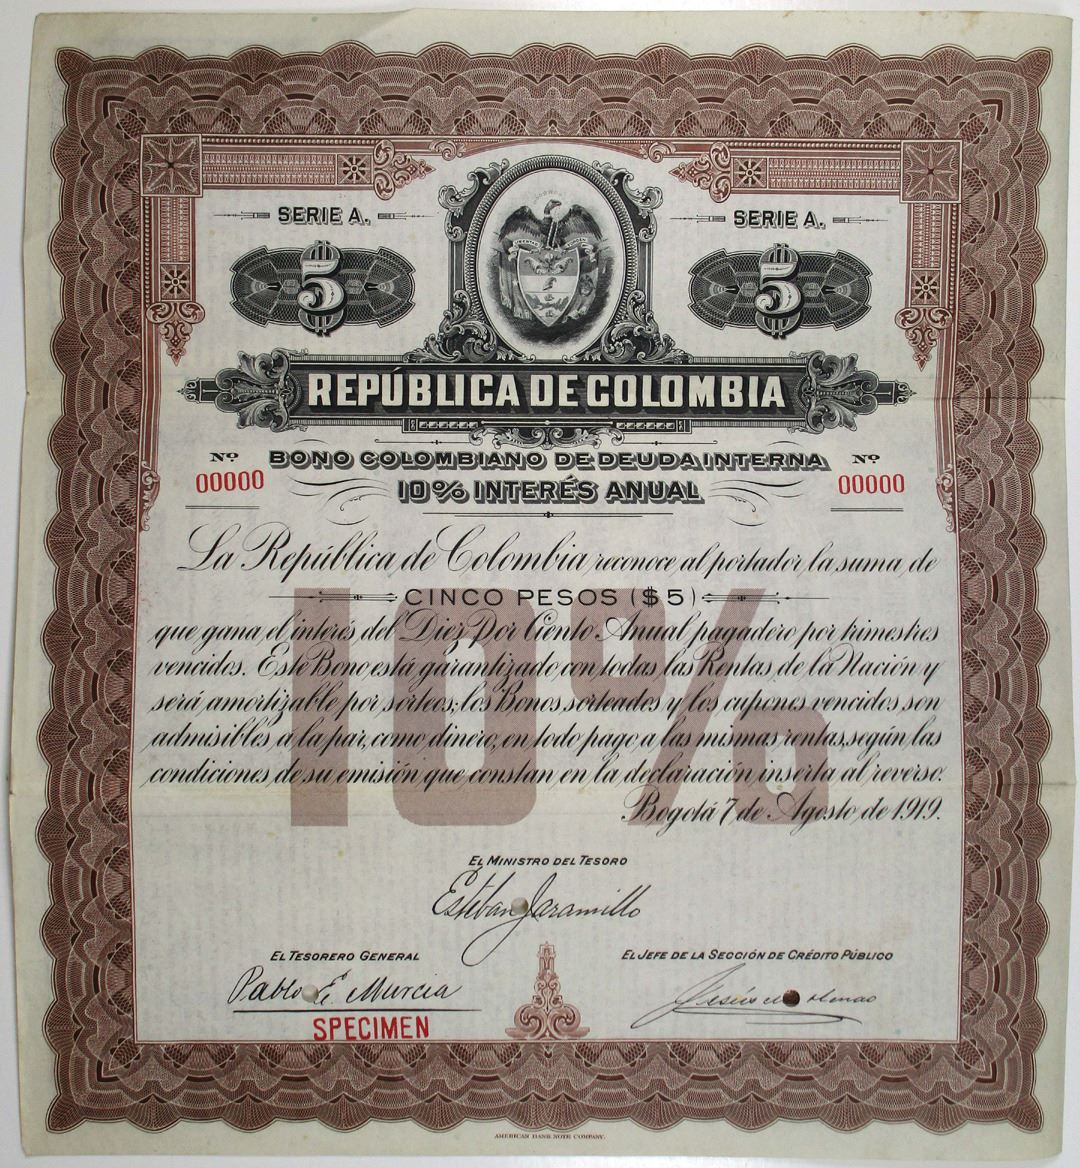 SERIE A. SERIE A.
5 5
REPÚBLICA DE COLOMBIA
Nº BONO COLOMBIANO DE DEUDA INTERNA Nº
00000 10% INTERÉS ANUAL 00000
La República de Colombia reconoce al portador la suma de
CINCO PESOS ($5)
que gana el interés del Diez Por Ciento Anual pagadero por trimestres
vencidos. Este Bono está garantizado con todas las Rentas de la Nación y
será amortizable por sorteos; los Bonos sorteados y los cupones vencidos son
admisibles, a la par, como dinero, en todo pago a las mismas rentas, según las
condiciones de su emisión que constan en la declaración inserta al reverso.
10%
Bogotá 7 de Agosto de 1919.
EL MINISTRO DEL TESORO
Esteban Jaramillo
EL TESORERO GENERAL
Pablo E. Murcia
EL JEFE DE LA SECCIÓN DE CRÉDITO PÚBLICO
SPECIMEN
AMERICAN BANK NOTE COMPANY.